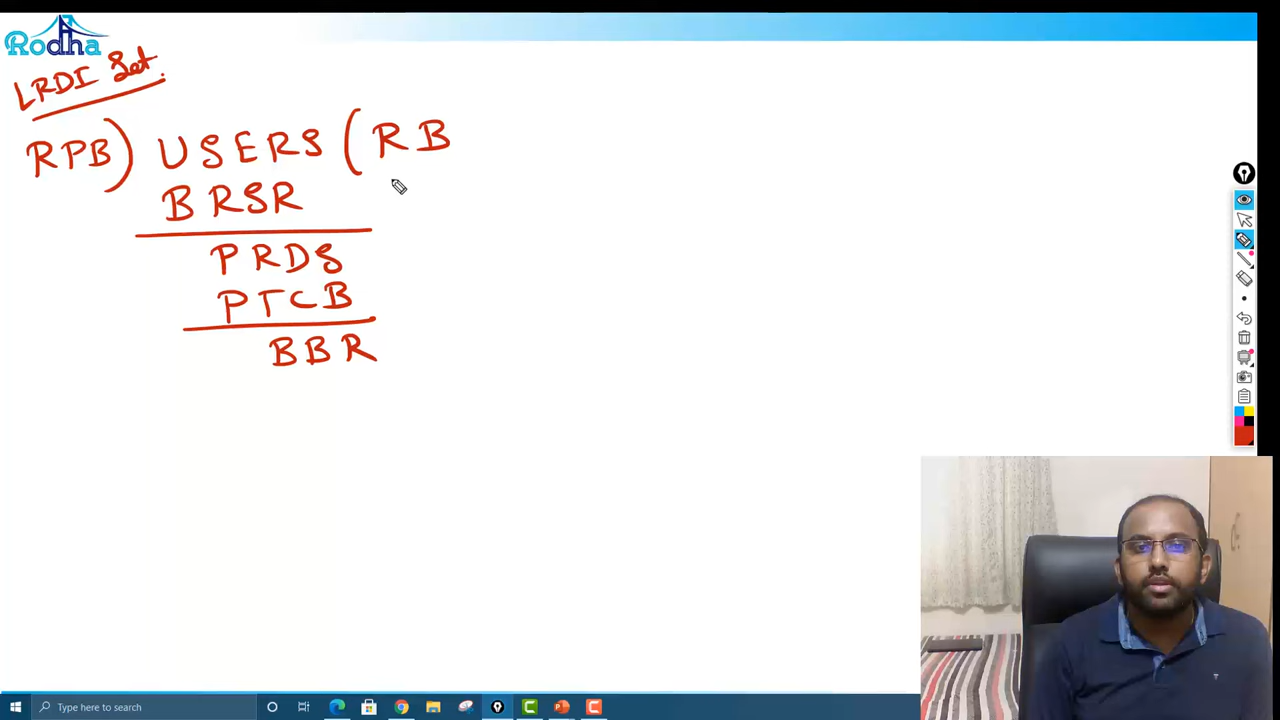 Rodha
LRDI Set.
RPB) USERS (RB
BRSR
PRDS
PTCB
BBR
Type here to search